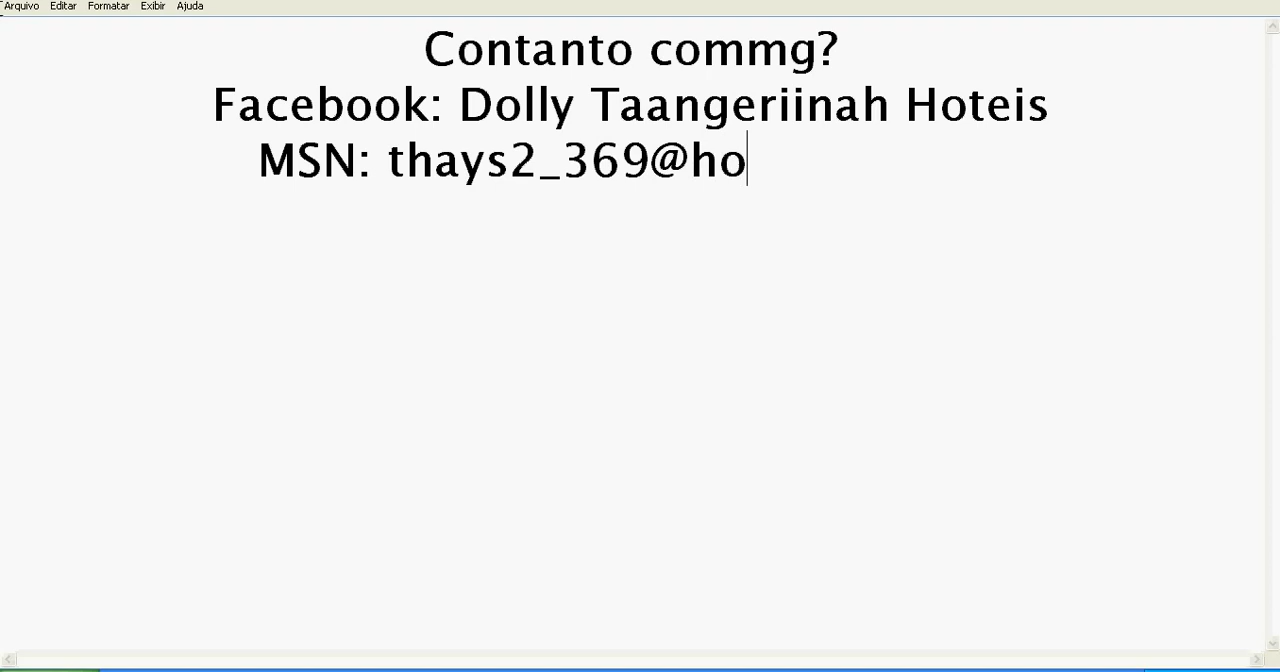 Arquivo Editar Formatar Exibir Ajuda
Contanto commg?
Facebook: Dolly Taangeriinah Hoteis
MSN: thays2_369@ho